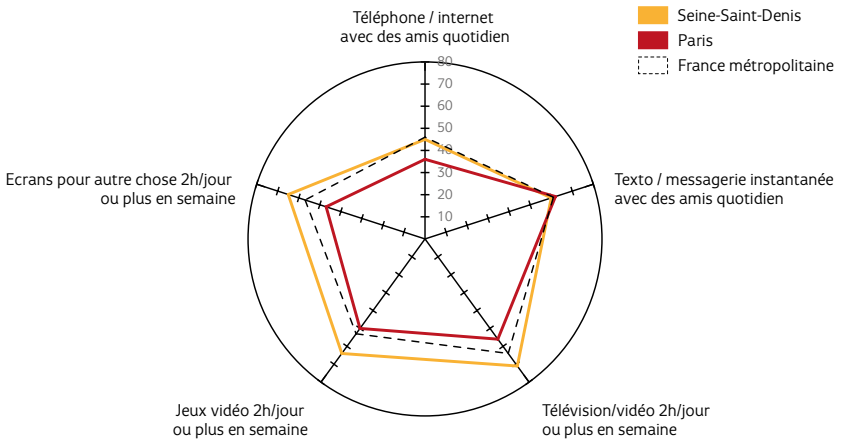 Téléphone / internet
avec des amis quotidien
Seine-Saint-Denis
Paris
France métropolitaine
80
70
60
50
40
30
20
10
Ecrans pour autre chose 2h/jour
ou plus en semaine
Texto / messagerie instantanée
avec des amis quotidien
Jeux vidéo 2h/jour
ou plus en semaine
Télévision/vidéo 2h/jour
ou plus en semaine